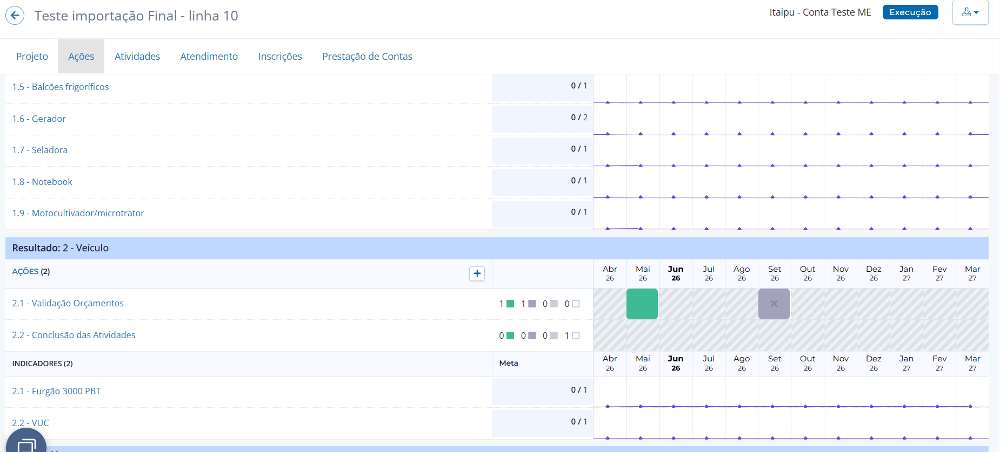 Teste importação Final - linha 10
Itaipu - Conta Teste ME
Execução
Projeto Ações Atividades Atendimento Inscrições Prestação de Contas
1.5 - Balcões frigoríficos 0 / 1
1.6 - Gerador 0 / 2
1.7 - Seladora 0 / 1
1.8 - Notebook 0 / 1
1.9 - Motocultivador/microtrator 0 / 1
Resultado: 2 - Veículo
AÇÕES (2) + Abr Mai Jun Jul Ago Set Out Nov Dez Jan Fev Mar
26 26 26 26 26 26 26 26 26 27 27 27
2.1 - Validação Orçamentos 1 1 0 0
2.2 - Conclusão das Atividades 0 0 0 1
INDICADORES (2) Meta Abr Mai Jun Jul Ago Set Out Nov Dez Jan Fev Mar
26 26 26 26 26 26 26 26 26 27 27 27
2.1 - Furgão 3000 PBT 0 / 1
2.2 - VUC 0 / 1